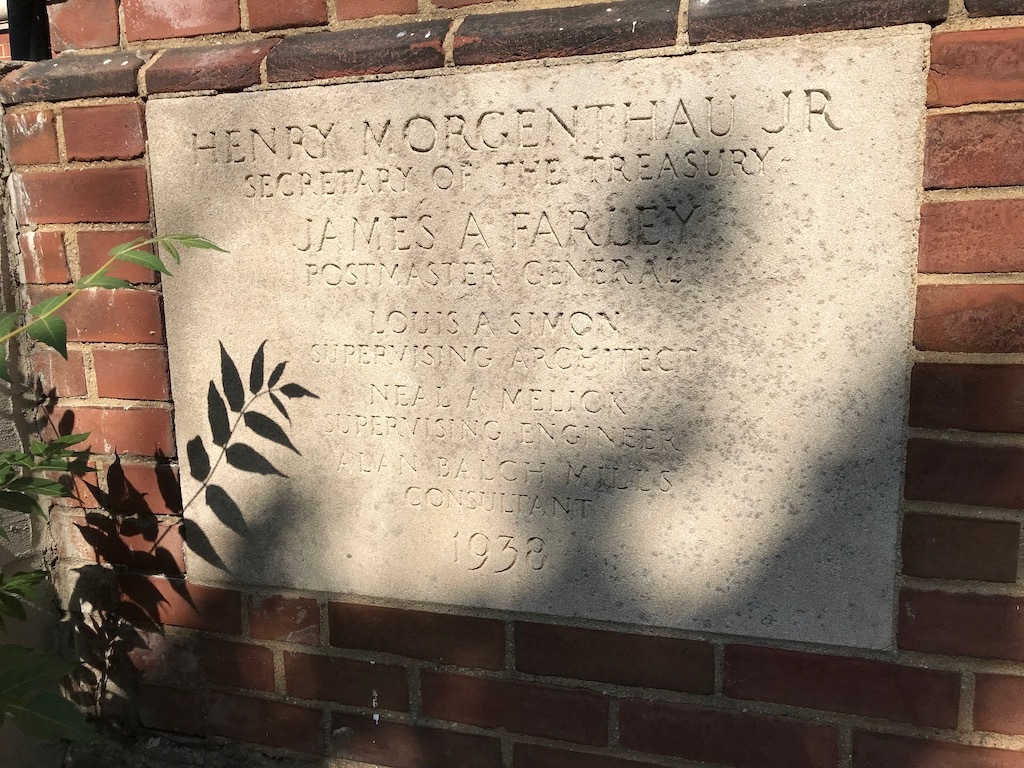 HENRY MORGENTHAU JR
SECRETARY OF THE TREASURY
JAMES A FARLEY
POSTMASTER GENERAL
LOUIS A SIMON
SUPERVISING ARCHITECT
NEAL A MELICK
SUPERVISING ENGINEER
ALAN BALCH MILLS
CONSULTANT
1938